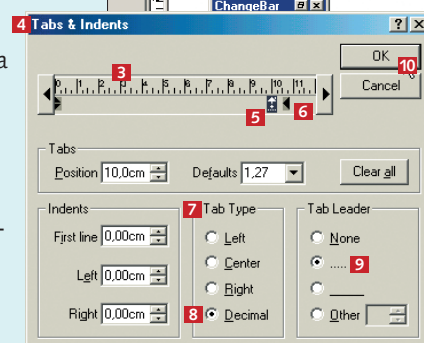 ChangeBar
4 Tabs & Indents
a
3
0 1 2 3 4 5 6 7 8 9 10 11
OK
10
Cancel
5 6
Tabs
Position 10,0cm Defaults 1,27 Clear all
Indents
First line 0,00cm
Left 0,00cm
Right 0,00cm
7 Tab Type
Left
Center
Right
8 Decimal
Tab Leader
None
..... 9
_____
Other
-